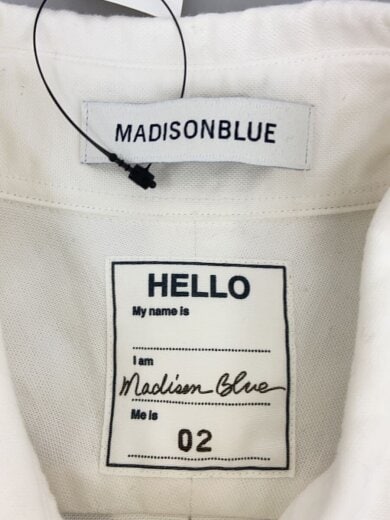 MADISONBLUE
HELLO
My name is
I am
Madison Blue
Me is
02